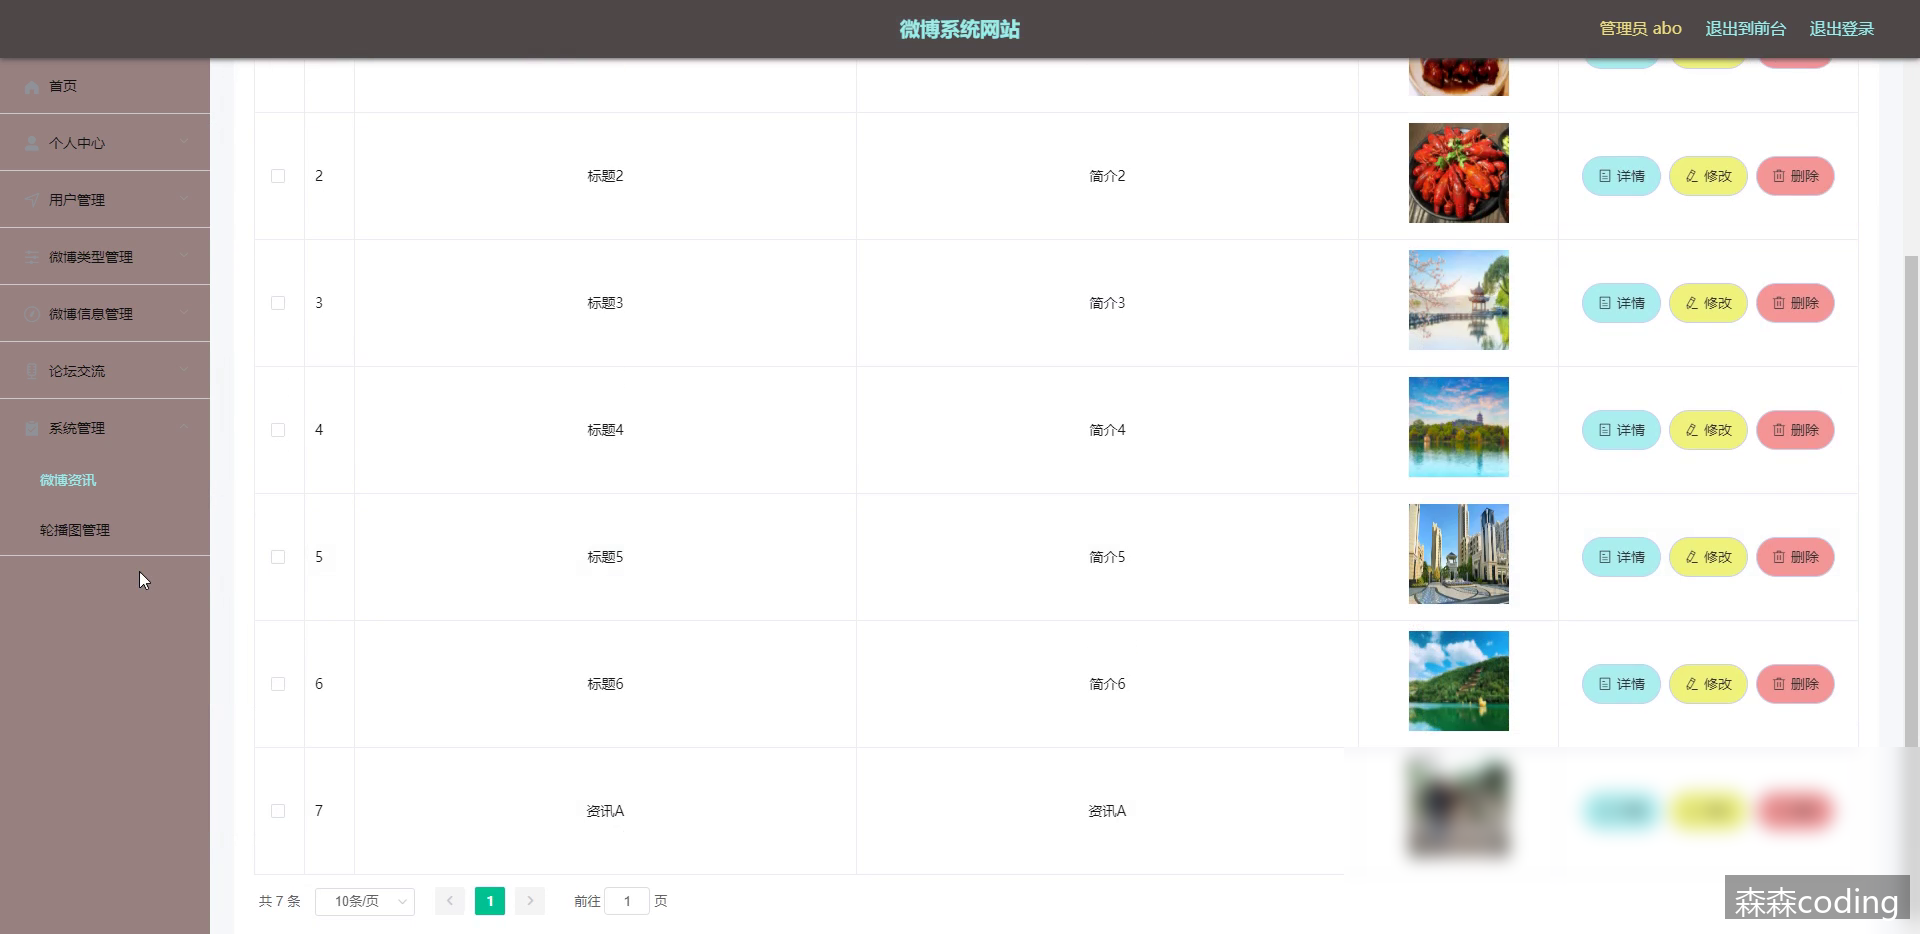 微博系统网站
管理员 abo 退出到前台 退出登录
首页
个人中心
用户管理
微博类型管理
微博信息管理
论坛交流
系统管理
微博资讯
轮播图管理
2 标题2 简介2 详情 修改 删除
3 标题3 简介3 详情 修改 删除
4 标题4 简介4 详情 修改 删除
5 标题5 简介5 详情 修改 删除
6 标题6 简介6 详情 修改 删除
7 资讯A 资讯A
共 7 条 10条/页 1 前往 1 页
森森coding